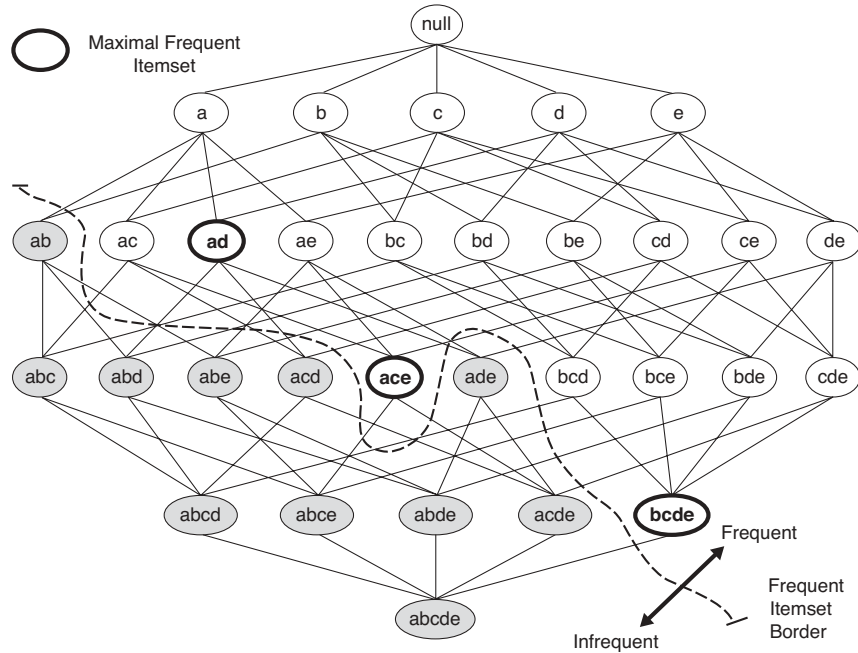 null
Maximal Frequent
Itemset
a b c d e
ab ac ad ae bc bd be cd ce de
abc abd abe acd ace ade bcd bce bde cde
abcd abce abde acde bcde
Frequent
abcde
Infrequent
Frequent
Itemset
Border